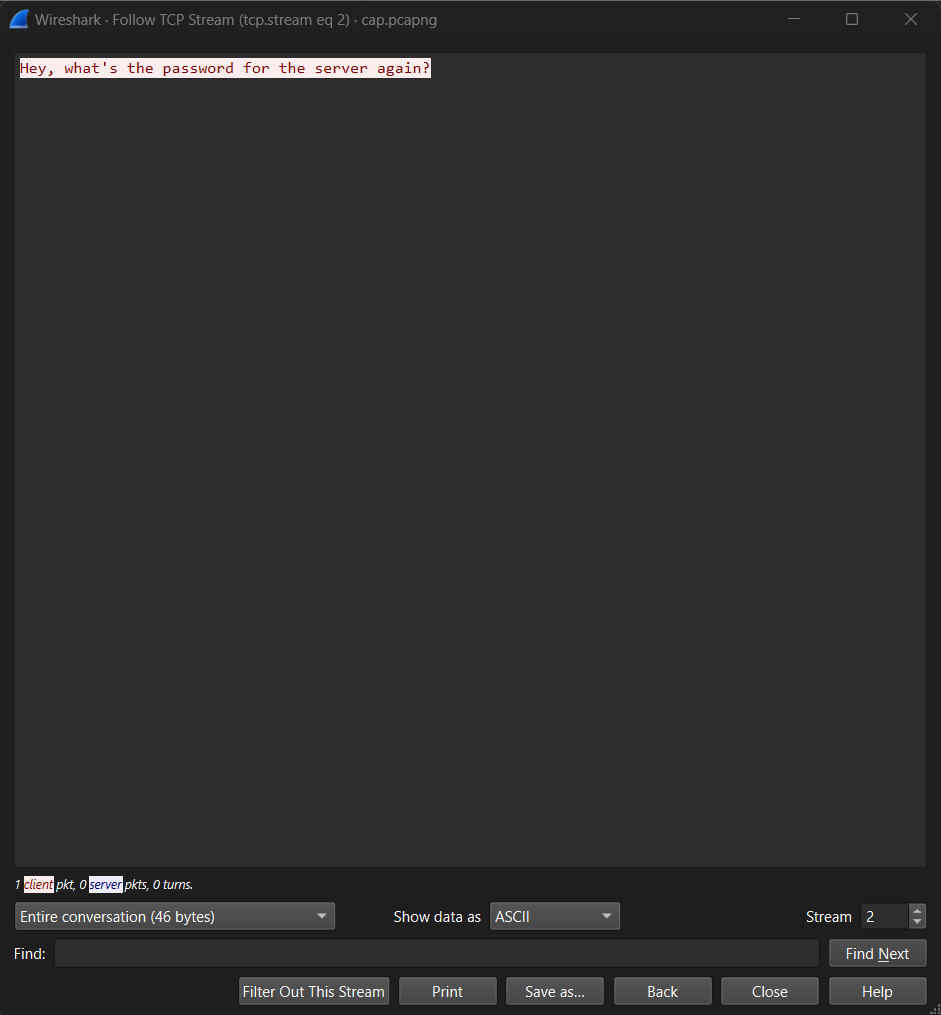 Wireshark · Follow TCP Stream (tcp.stream eq 2) · cap.pcapng
Hey, what's the password for the server again?
1 client pkt, 0 server pkts, 0 turns.
Entire conversation (46 bytes)
Show data as ASCII
Stream 2
Find:
Find Next
Filter Out This Stream
Print
Save as...
Back
Close
Help